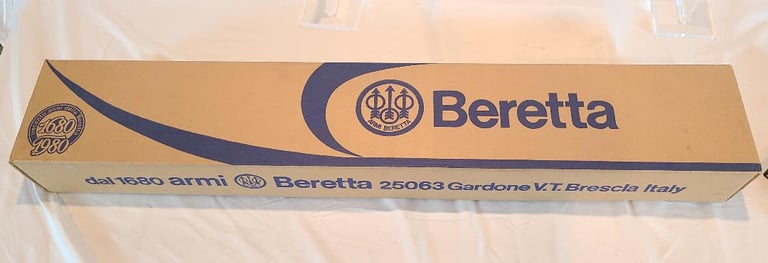 Beretta
ARMI BERETTA
1680
1980
dal 1680 armi Beretta 25063 Gardone V.T. Brescia Italy